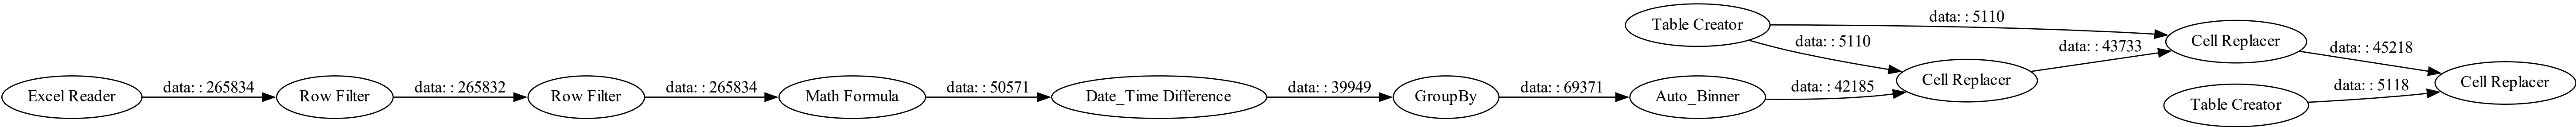 Excel Reader
data: : 265834
Row Filter
data: : 265832
Row Filter
data: : 265834
Math Formula
data: : 50571
Date_Time Difference
data: : 39949
GroupBy
data: : 69371
Auto_Binner
data: : 42185
Table Creator
data: : 5110
data: : 5110
Cell Replacer
data: : 43733
Cell Replacer
data: : 45218
Table Creator
data: : 5118
Cell Replacer